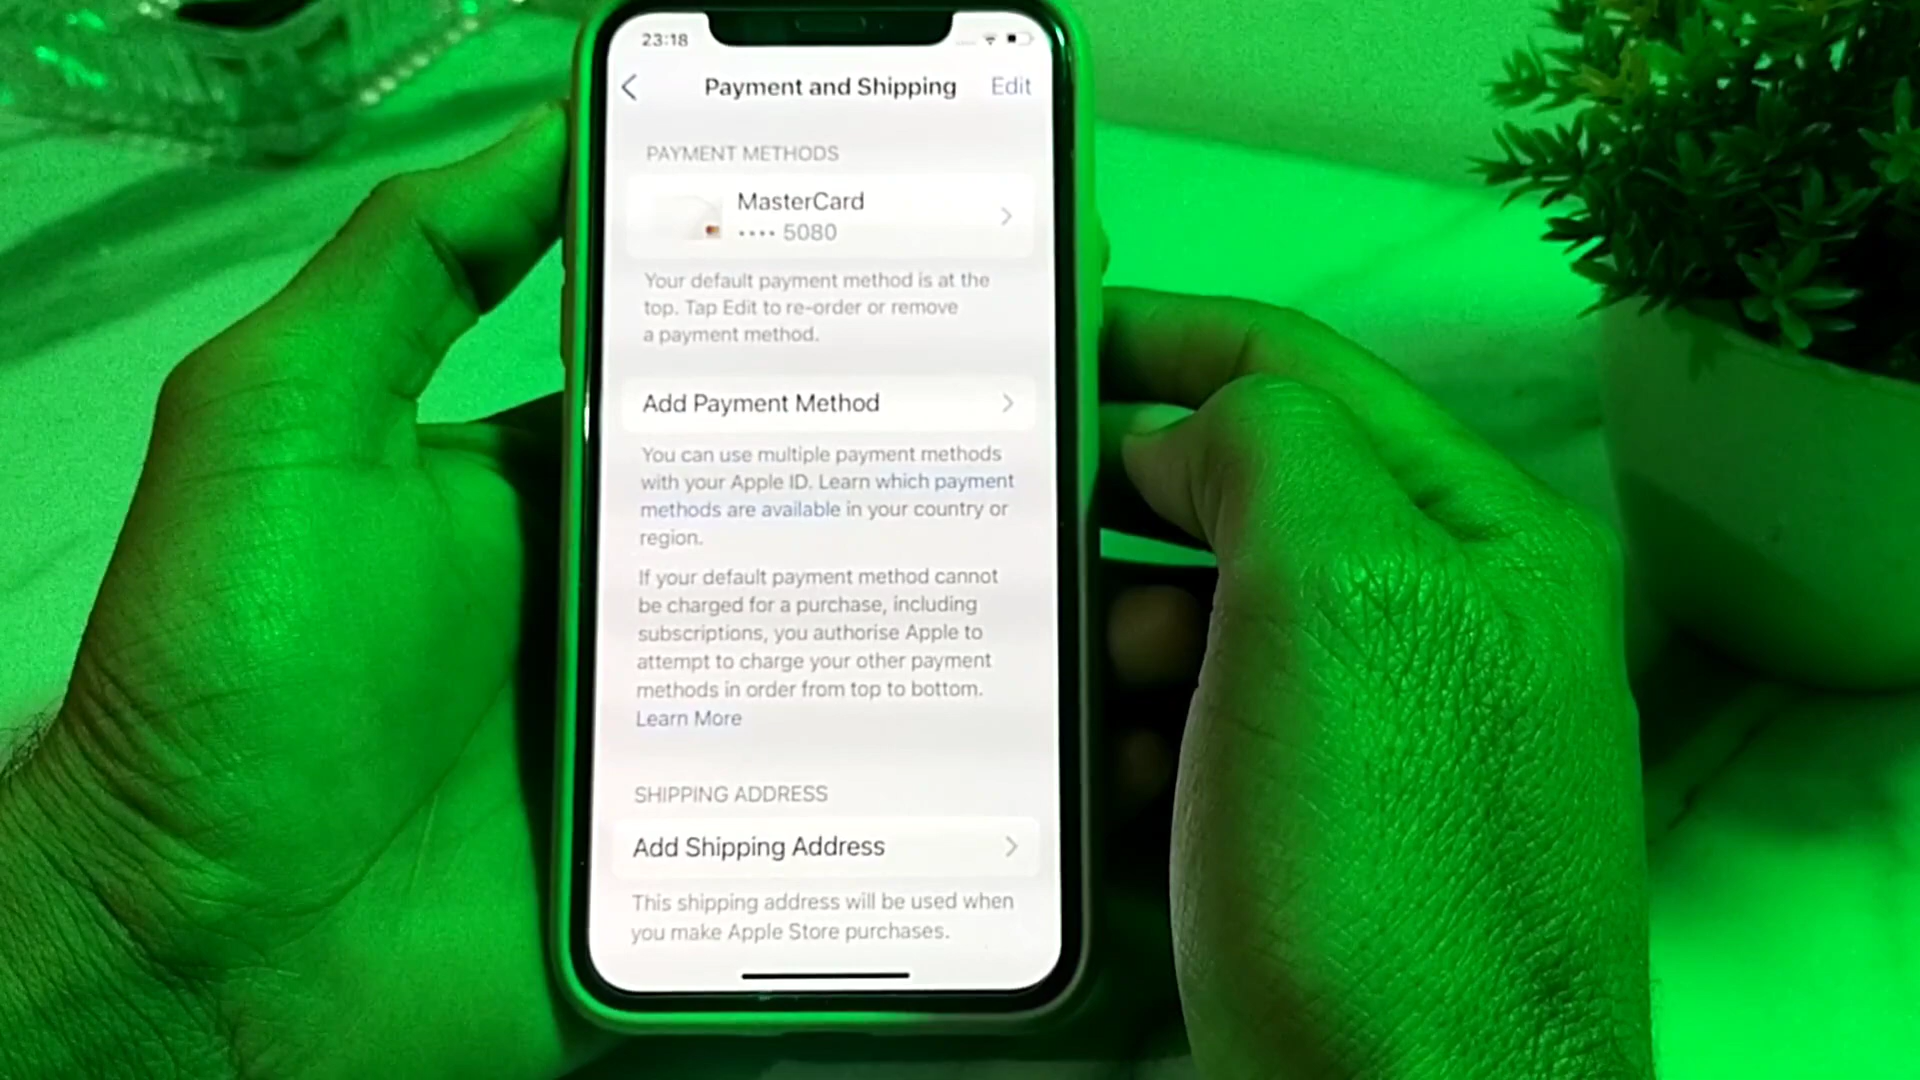 23:18
Payment and Shipping
Edit
PAYMENT METHODS
MasterCard
•••• 5080
Your default payment method is at the
top. Tap Edit to re-order or remove
a payment method.
Add Payment Method
You can use multiple payment methods
with your Apple ID. Learn which payment
methods are available in your country or
region.
If your default payment method cannot
be charged for a purchase, including
subscriptions, you authorise Apple to
attempt to charge your other payment
methods in order from top to bottom.
Learn More
SHIPPING ADDRESS
Add Shipping Address
This shipping address will be used when
you make Apple Store purchases.